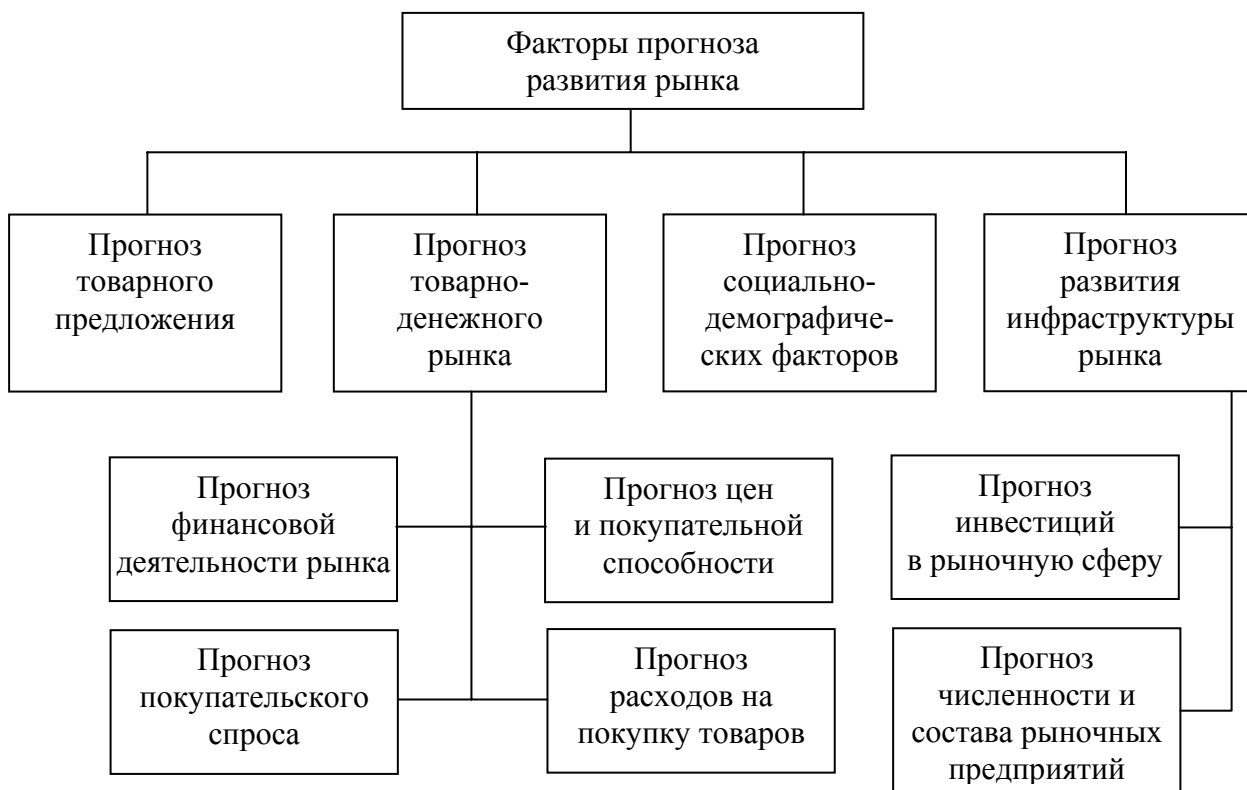 Факторы прогноза
развития рынка
Прогноз
товарного
предложения
Прогноз
товарно-
денежного
рынка
Прогноз
социально-
демографиче-
ских факторов
Прогноз
развития
инфраструктуры
рынка
Прогноз
финансовой
деятельности рынка
Прогноз цен
и покупательной
способности
Прогноз
инвестиций
в рыночную сферу
Прогноз
покупательского
спроса
Прогноз
расходов на
покупку товаров
Прогноз
численности и
состава рыночных
предприятий